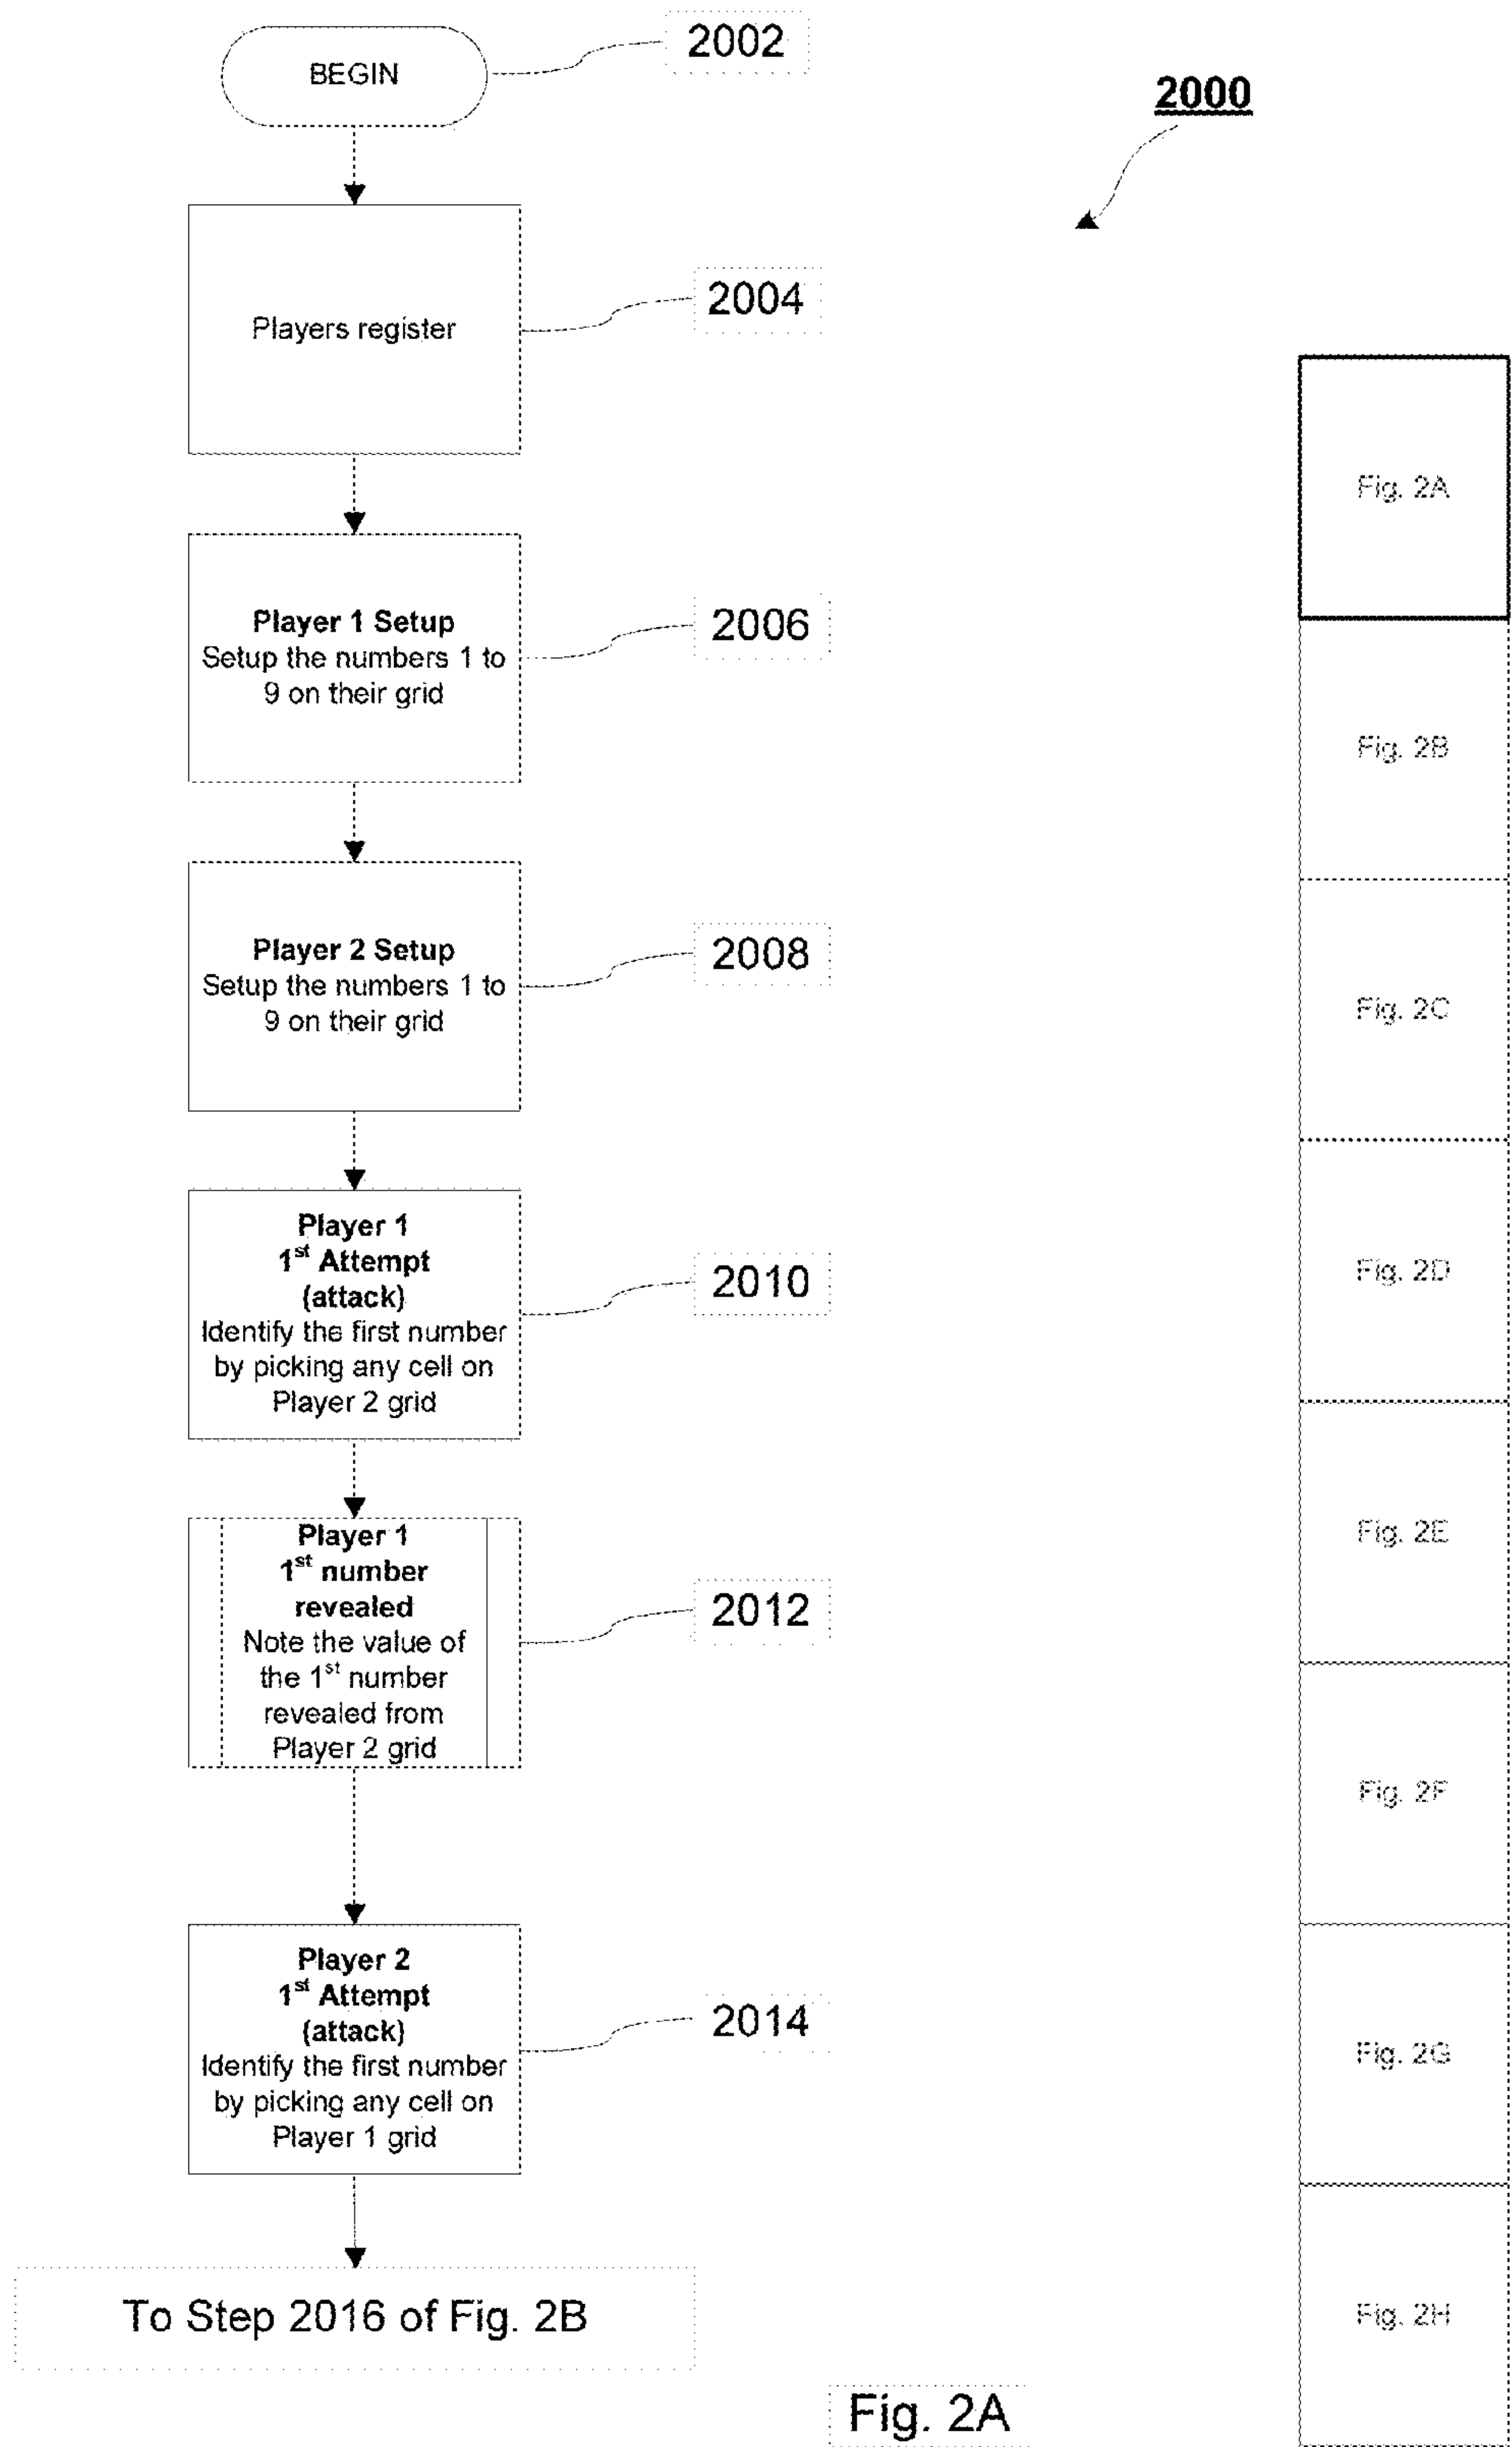 BEGIN
2002
2000
Players register
2004
Player 1 Setup
Setup the numbers 1 to
9 on their grid
2006
Player 2 Setup
Setup the numbers 1 to
9 on their grid
2008
Player 1
1st Attempt
(attack)
Identify the first number
by picking any cell on
Player 2 grid
2010
Player 1
1st number
revealed
Note the value of
the 1st number
revealed from
Player 2 grid
2012
Player 2
1st Attempt
(attack)
Identify the first number
by picking any cell on
Player 1 grid
2014
To Step 2016 of Fig. 2B
Fig. 2A
Fig. 2B
Fig. 2C
Fig. 2D
Fig. 2E
Fig. 2F
Fig. 2G
Fig. 2H
Fig. 2A